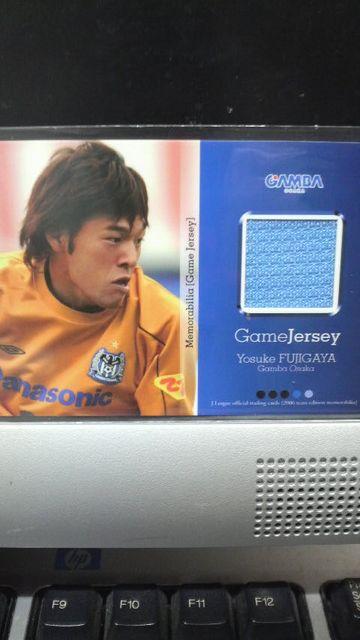 GAMBA
OSAKA
Memorabilia [Game Jersey]
GameJersey
Yosuke FUJIGAYA
Gamba Osaka
J.League official trading cards [2006 team edition memorabilia]
Panasonic
hp
F9
F10
F11
F12